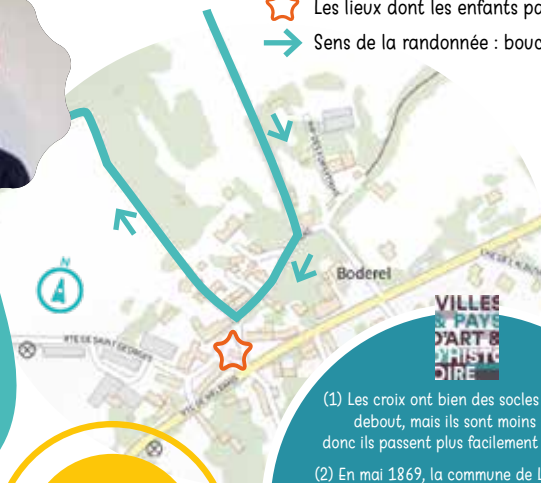 Les lieux dont les enfants pa
Sens de la randonnée : bouc
N
Boderel
RTE DE SAINT GEORGES
VILLES
& PAYS
D'ART &
D'HISTO
OIRE
(1) Les croix ont bien des socles
debout, mais ils sont moins
donc ils passent plus facilement
(2) En mai 1869, la commune de L